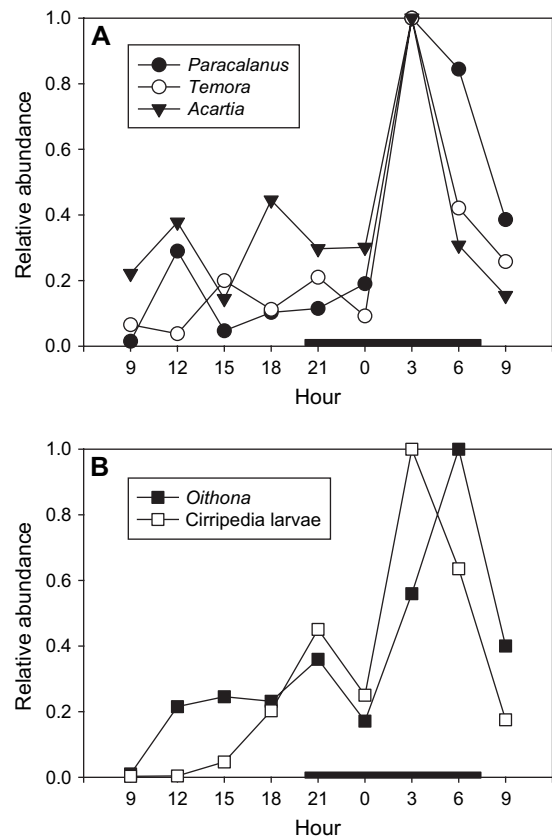 A
Paracalanus
Temora
Acartia
Relative abundance
1.0
0.8
0.6
0.4
0.2
0.0
9 12 15 18 21 0 3 6 9
Hour
B
Oithona
Cirripedia larvae
Relative abundance
1.0
0.8
0.6
0.4
0.2
0.0
9 12 15 18 21 0 3 6 9
Hour